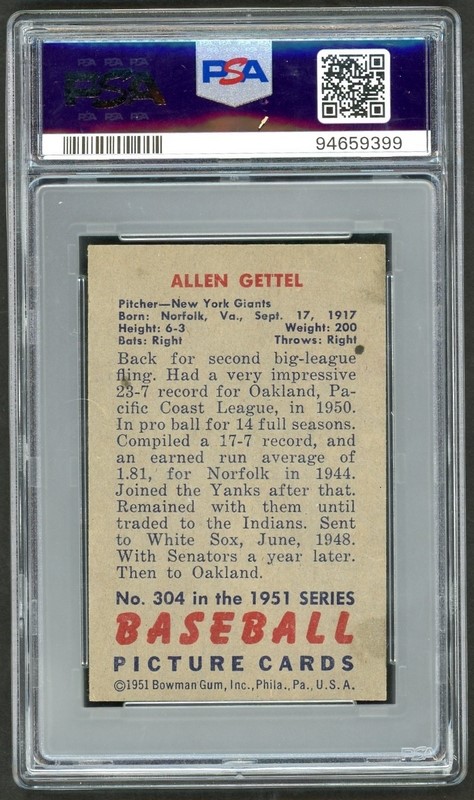 PSA
PSA
PSA
94659399
ALLEN GETTEL
Pitcher—New York Giants
Born: Norfolk, Va., Sept. 17, 1917
Height: 6-3 Weight: 200
Bats: Right Throws: Right
Back for second big-league
fling. Had a very impressive
23-7 record for Oakland, Pa-
cific Coast League, in 1950.
In pro ball for 14 full seasons.
Compiled a 17-7 record, and
an earned run average of
1.81, for Norfolk in 1944.
Joined the Yanks after that.
Remained with them until
traded to the Indians. Sent
to White Sox, June, 1948.
With Senators a year later.
Then to Oakland.
No. 304 in the 1951 SERIES
BASEBALL
PICTURE CARDS
©1951 Bowman Gum, Inc., Phila., Pa., U.S.A.
PSA